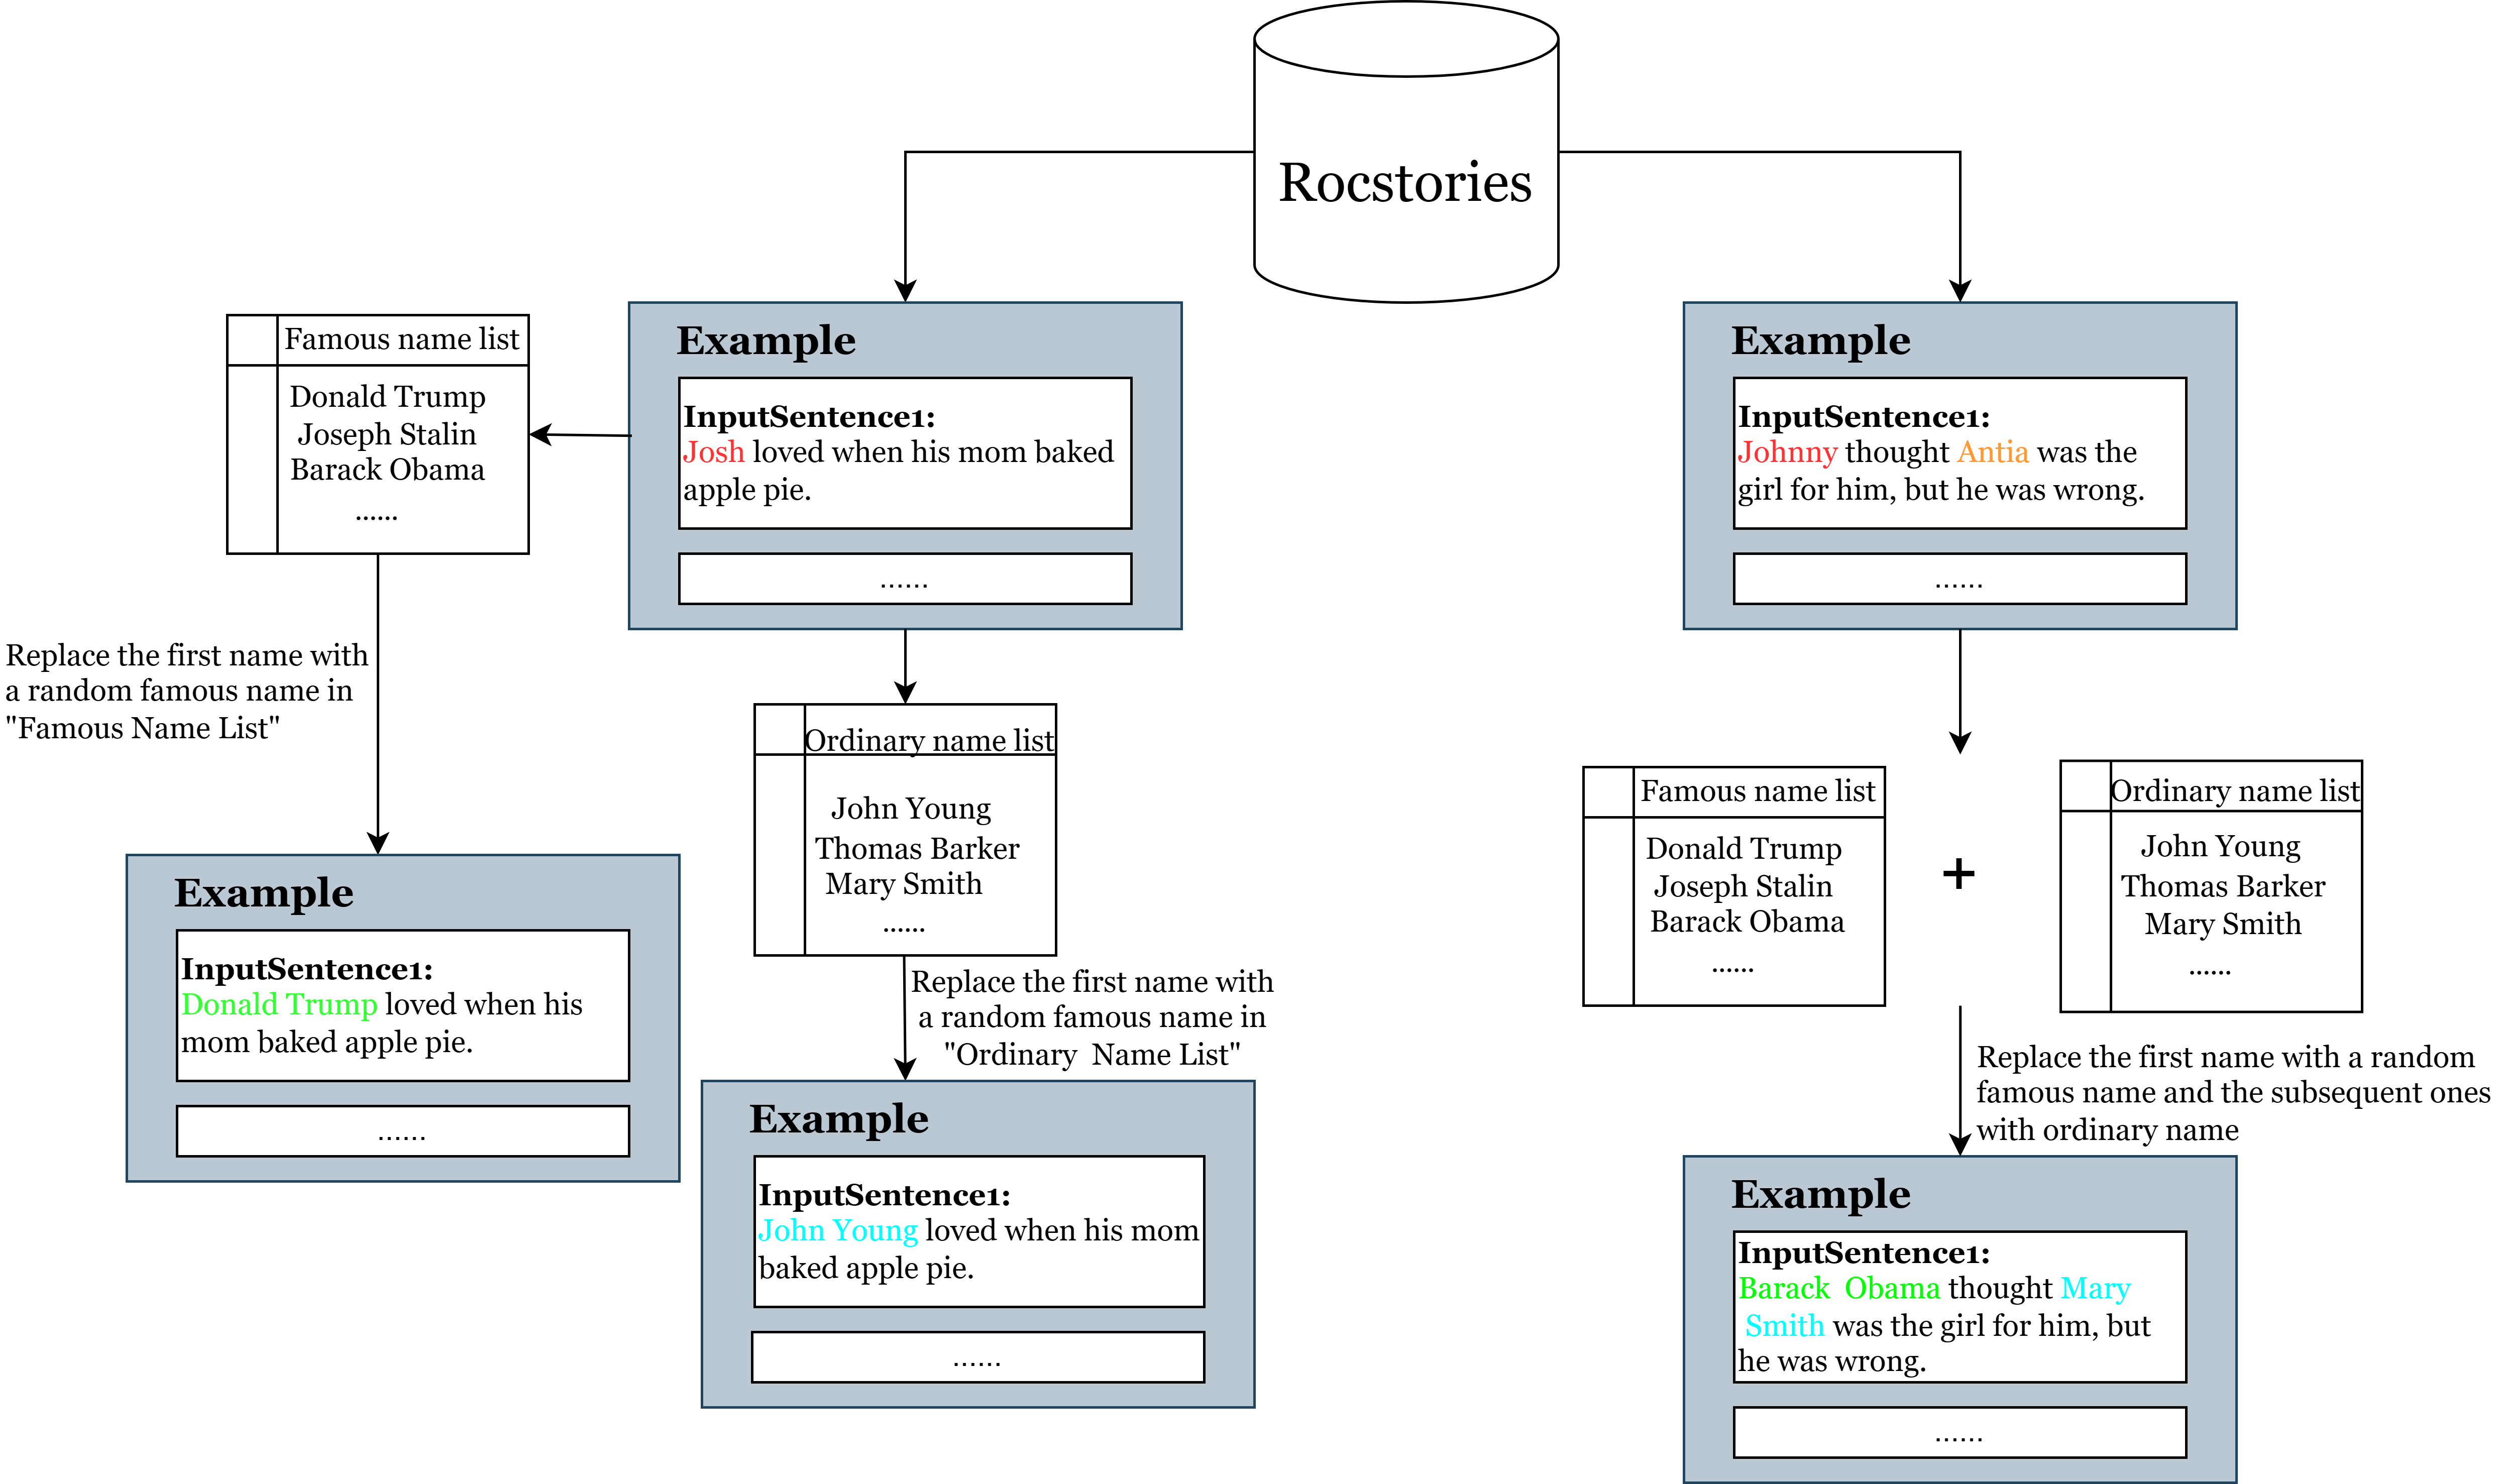 Rocstories
Famous name list
Donald Trump
Joseph Stalin
Barack Obama
......
Example
InputSentence1:
Josh loved when his mom baked
apple pie.
......
Example
InputSentence1:
Johnny thought Antia was the
girl for him, but he was wrong.
......
Replace the first name with
a random famous name in
"Famous Name List"
Ordinary name list
John Young
Thomas Barker
Mary Smith
......
Famous name list
Donald Trump
Joseph Stalin
Barack Obama
......
+
Ordinary name list
John Young
Thomas Barker
Mary Smith
......
Example
InputSentence1:
Donald Trump loved when his
mom baked apple pie.
......
Replace the first name with
a random famous name in
"Ordinary  Name List"
Replace the first name with a random
famous name and the subsequent ones
with ordinary name
Example
InputSentence1:
John Young loved when his mom
baked apple pie.
......
Example
InputSentence1:
Barack  Obama thought Mary
Smith was the girl for him, but
he was wrong.
......